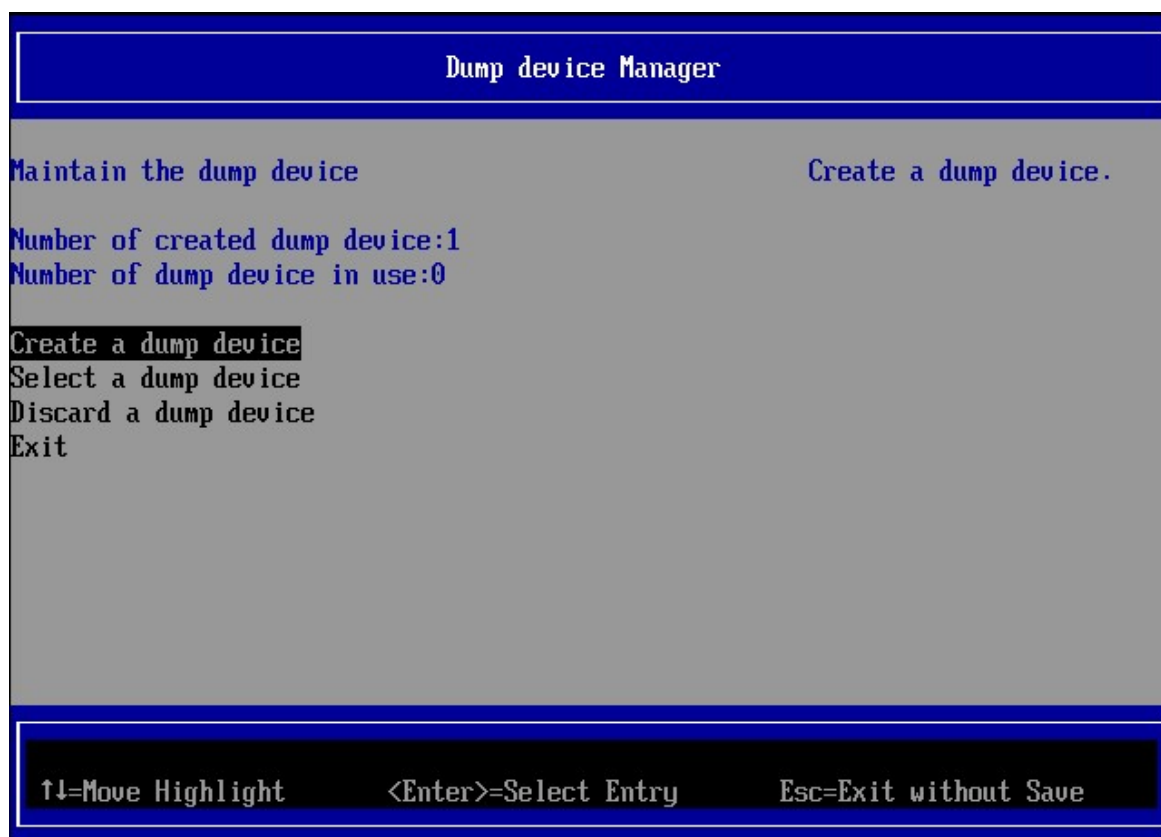 Dump device Manager
Maintain the dump device
Create a dump device.
Number of created dump device:1
Number of dump device in use:0
Create a dump device
Select a dump device
Discard a dump device
Exit
↑↓=Move Highlight <Enter>=Select Entry Esc=Exit without Save